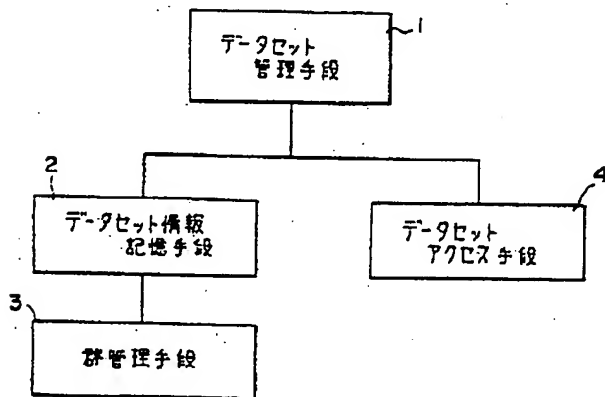 1
データセット
管理手段
2
データセット情報
記憶手段
4
データセット
アクセス手段
3
群管理手段